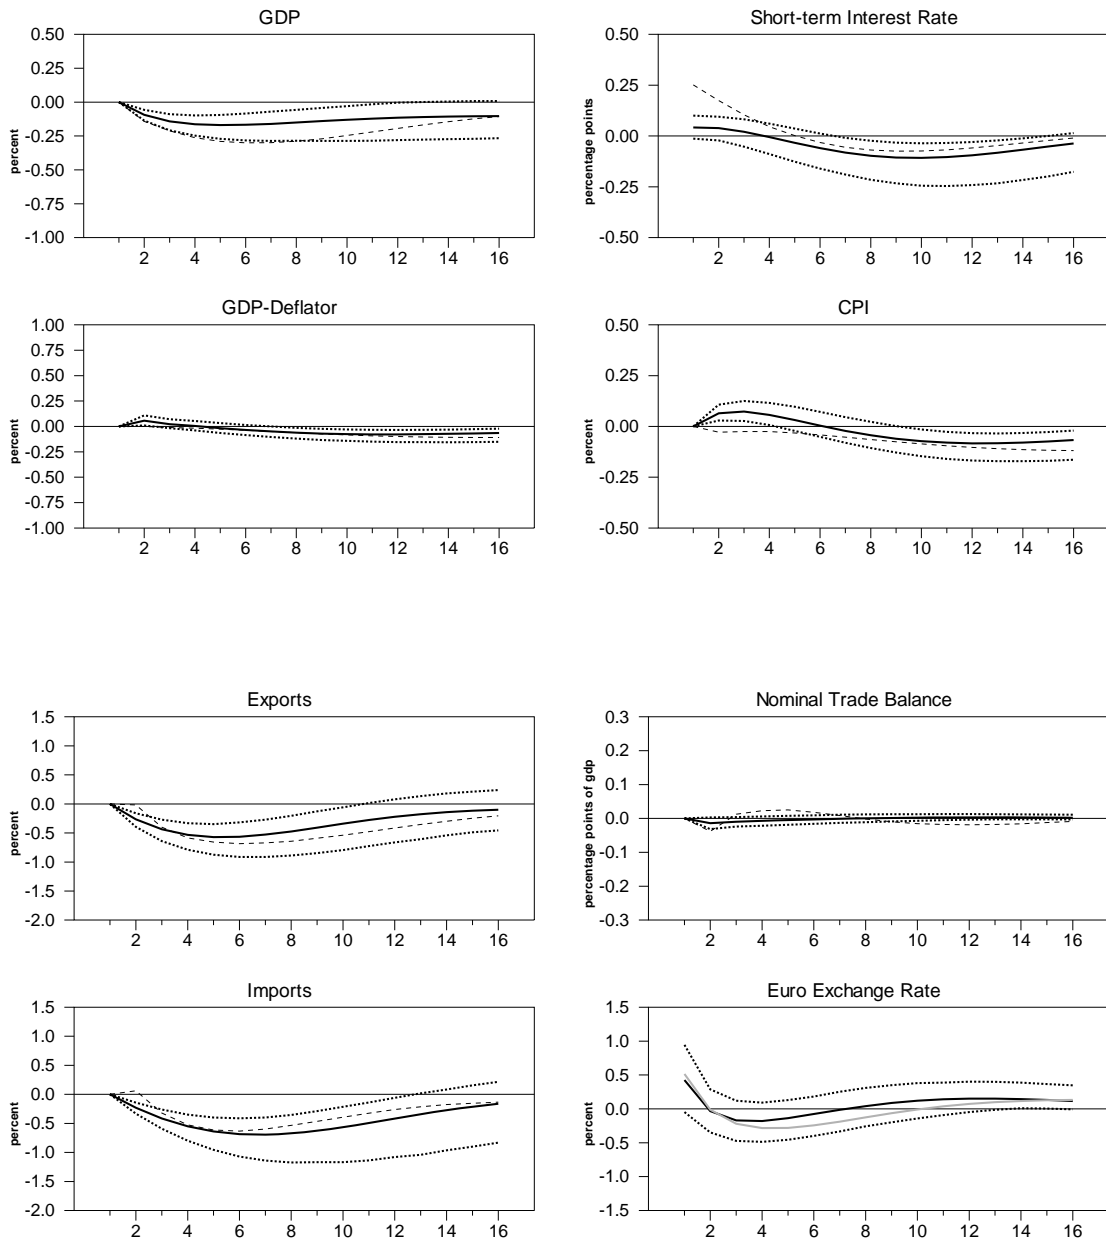 GDP
0.50
0.25
0.00
-0.25
-0.50
-0.75
-1.00
percent
2 4 6 8 10 12 14 16
Short-term Interest Rate
0.50
0.25
0.00
-0.25
-0.50
percentage points
2 4 6 8 10 12 14 16
GDP-Deflator
1.00
0.75
0.50
0.25
0.00
-0.25
-0.50
-0.75
-1.00
percent
2 4 6 8 10 12 14 16
CPI
0.50
0.25
0.00
-0.25
-0.50
percent
2 4 6 8 10 12 14 16
Exports
1.5
1.0
0.5
0.0
-0.5
-1.0
-1.5
-2.0
percent
2 4 6 8 10 12 14 16
Nominal Trade Balance
0.3
0.2
0.1
0.0
-0.1
-0.2
-0.3
percentage points of gdp
2 4 6 8 10 12 14 16
Imports
1.5
1.0
0.5
0.0
-0.5
-1.0
-1.5
-2.0
percent
2 4 6 8 10 12 14 16
Euro Exchange Rate
1.5
1.0
0.5
0.0
-0.5
-1.0
-1.5
percent
2 4 6 8 10 12 14 16